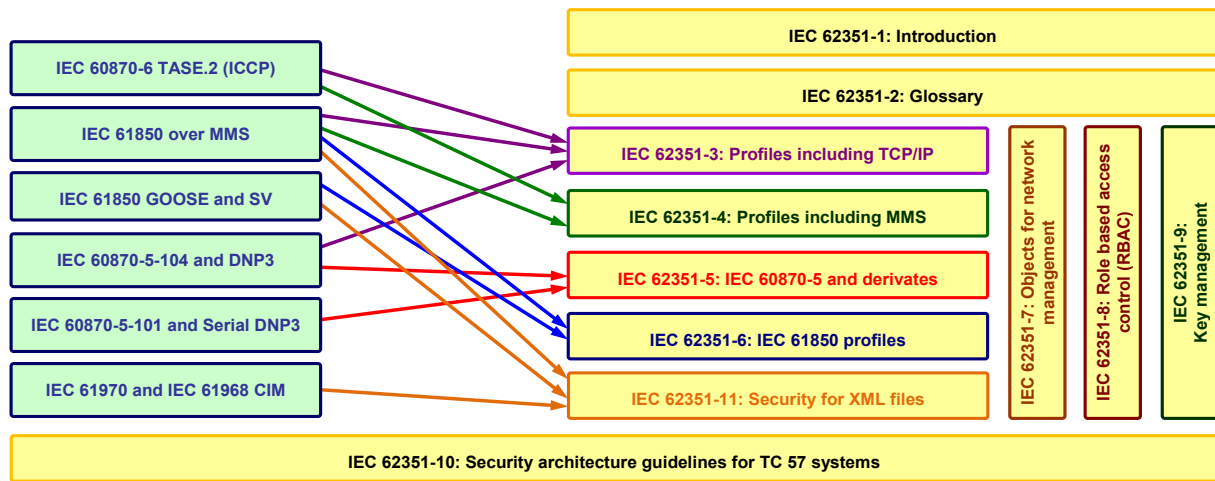 IEC 62351-1: Introduction
IEC 62351-2: Glossary
IEC 60870-6 TASE.2 (ICCP)
IEC 61850 over MMS
IEC 61850 GOOSE and SV
IEC 60870-5-104 and DNP3
IEC 60870-5-101 and Serial DNP3
IEC 61970 and IEC 61968 CIM
IEC 62351-3: Profiles including TCP/IP
IEC 62351-4: Profiles including MMS
IEC 62351-5: IEC 60870-5 and derivates
IEC 62351-6: IEC 61850 profiles
IEC 62351-11: Security for XML files
IEC 62351-7: Objects for network
management
IEC 62351-8: Role based access
control (RBAC)
IEC 62351-9:
Key management
IEC 62351-10: Security architecture guidelines for TC 57 systems